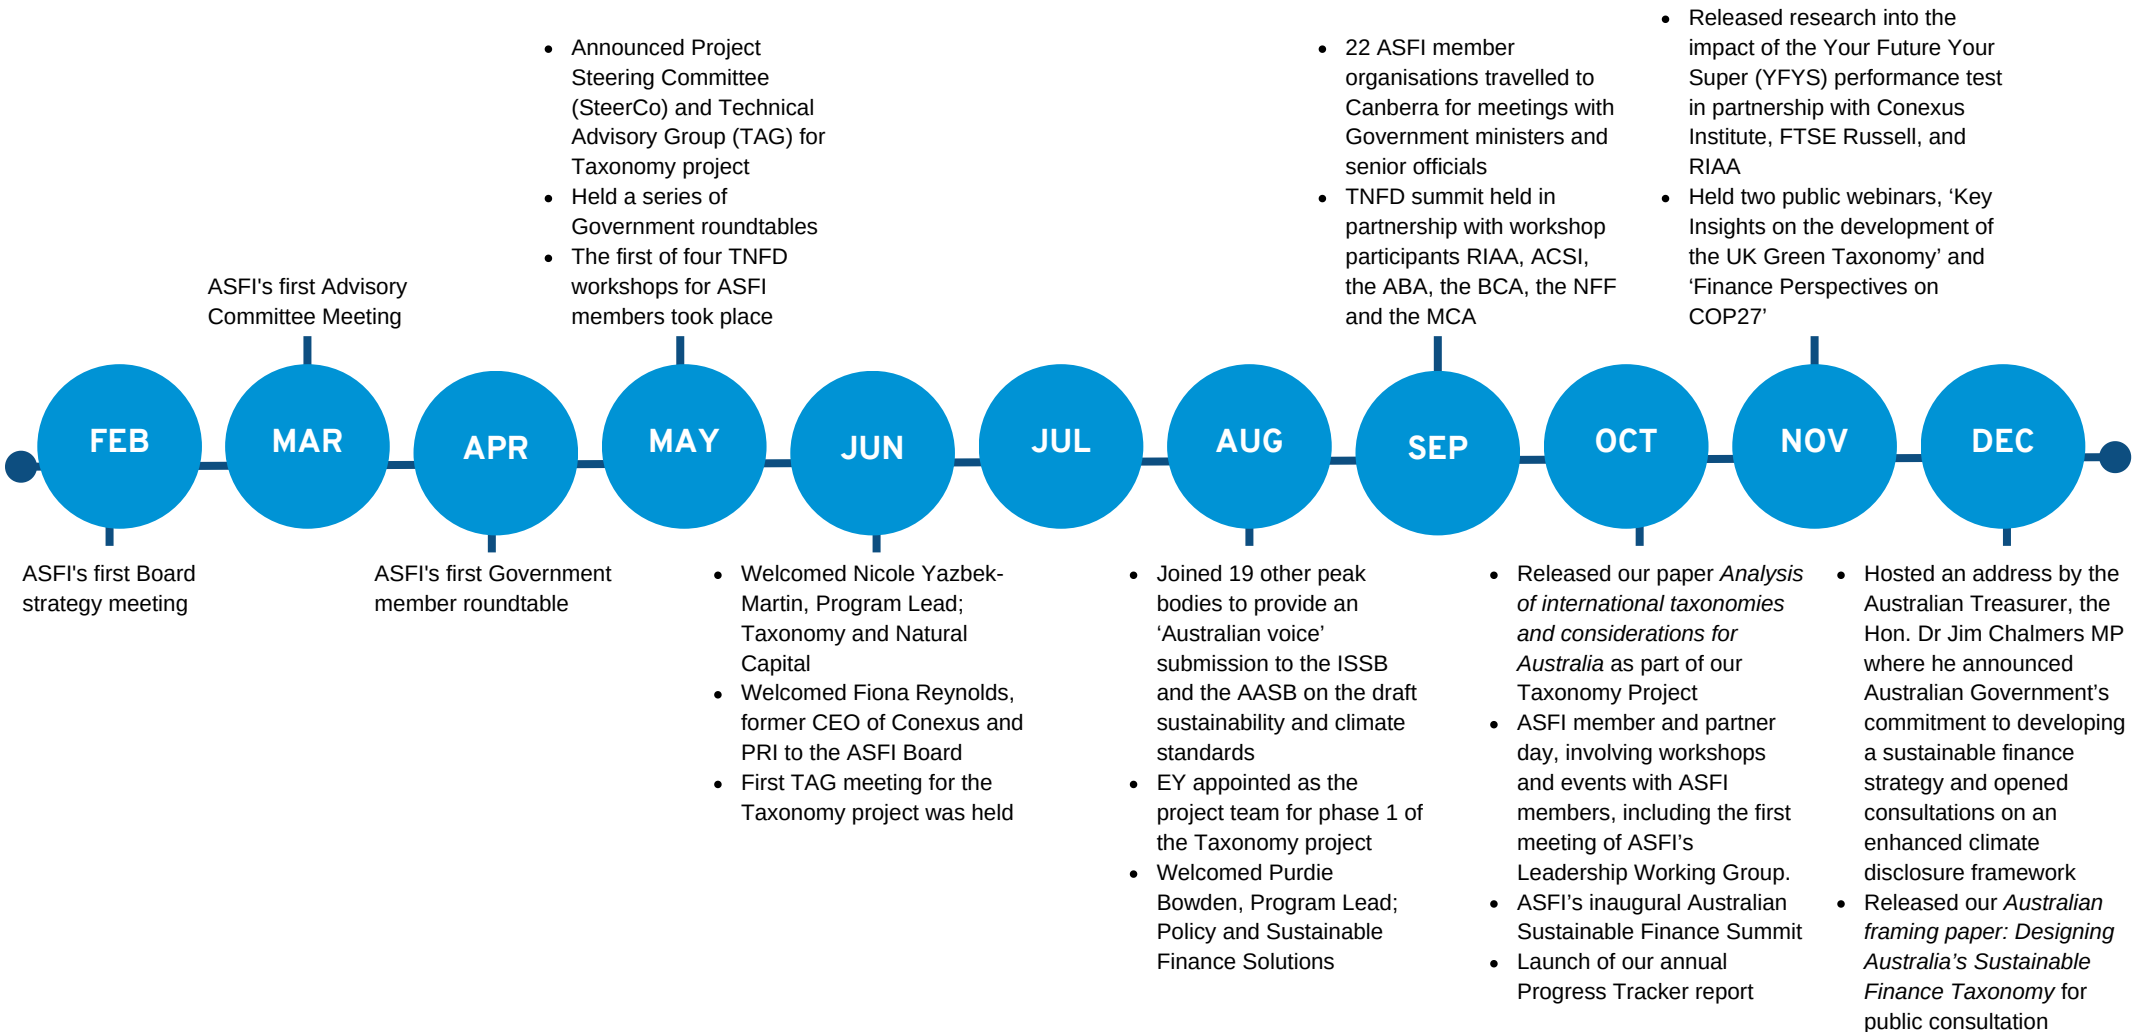 FEB
ASFI's first Board
strategy meeting
MAR
ASFI's first Advisory
Committee Meeting
APR
ASFI's first Government
member roundtable
MAY
• Announced Project
Steering Committee
(SteerCo) and Technical
Advisory Group (TAG) for
Taxonomy project
• Held a series of
Government roundtables
• The first of four TNFD
workshops for ASFI
members took place
JUN
• Welcomed Nicole Yazbek-
Martin, Program Lead;
Taxonomy and Natural
Capital
• Welcomed Fiona Reynolds,
former CEO of Conexus and
PRI to the ASFI Board
• First TAG meeting for the
Taxonomy project was held
JUL
AUG
• Joined 19 other peak
bodies to provide an
‘Australian voice’
submission to the ISSB
and the AASB on the draft
sustainability and climate
standards
• EY appointed as the
project team for phase 1 of
the Taxonomy project
• Welcomed Purdie
Bowden, Program Lead;
Policy and Sustainable
Finance Solutions
SEP
• 22 ASFI member
organisations travelled to
Canberra for meetings with
Government ministers and
senior officials
• TNFD summit held in
partnership with workshop
participants RIAA, ACSI,
the ABA, the BCA, the NFF
and the MCA
OCT
• Released our paper Analysis
of international taxonomies
and considerations for
Australia as part of our
Taxonomy Project
• ASFI member and partner
day, involving workshops
and events with ASFI
members, including the first
meeting of ASFI’s
Leadership Working Group.
• ASFI’s inaugural Australian
Sustainable Finance Summit
• Launch of our annual
Progress Tracker report
NOV
• Released research into the
impact of the Your Future Your
Super (YFYS) performance test
in partnership with Conexus
Institute, FTSE Russell, and
RIAA
• Held two public webinars, ‘Key
Insights on the development of
the UK Green Taxonomy’ and
‘Finance Perspectives on
COP27’
DEC
• Hosted an address by the
Australian Treasurer, the
Hon. Dr Jim Chalmers MP
where he announced
Australian Government’s
commitment to developing
a sustainable finance
strategy and opened
consultations on an
enhanced climate
disclosure framework
• Released our Australian
framing paper: Designing
Australia’s Sustainable
Finance Taxonomy for
public consultation